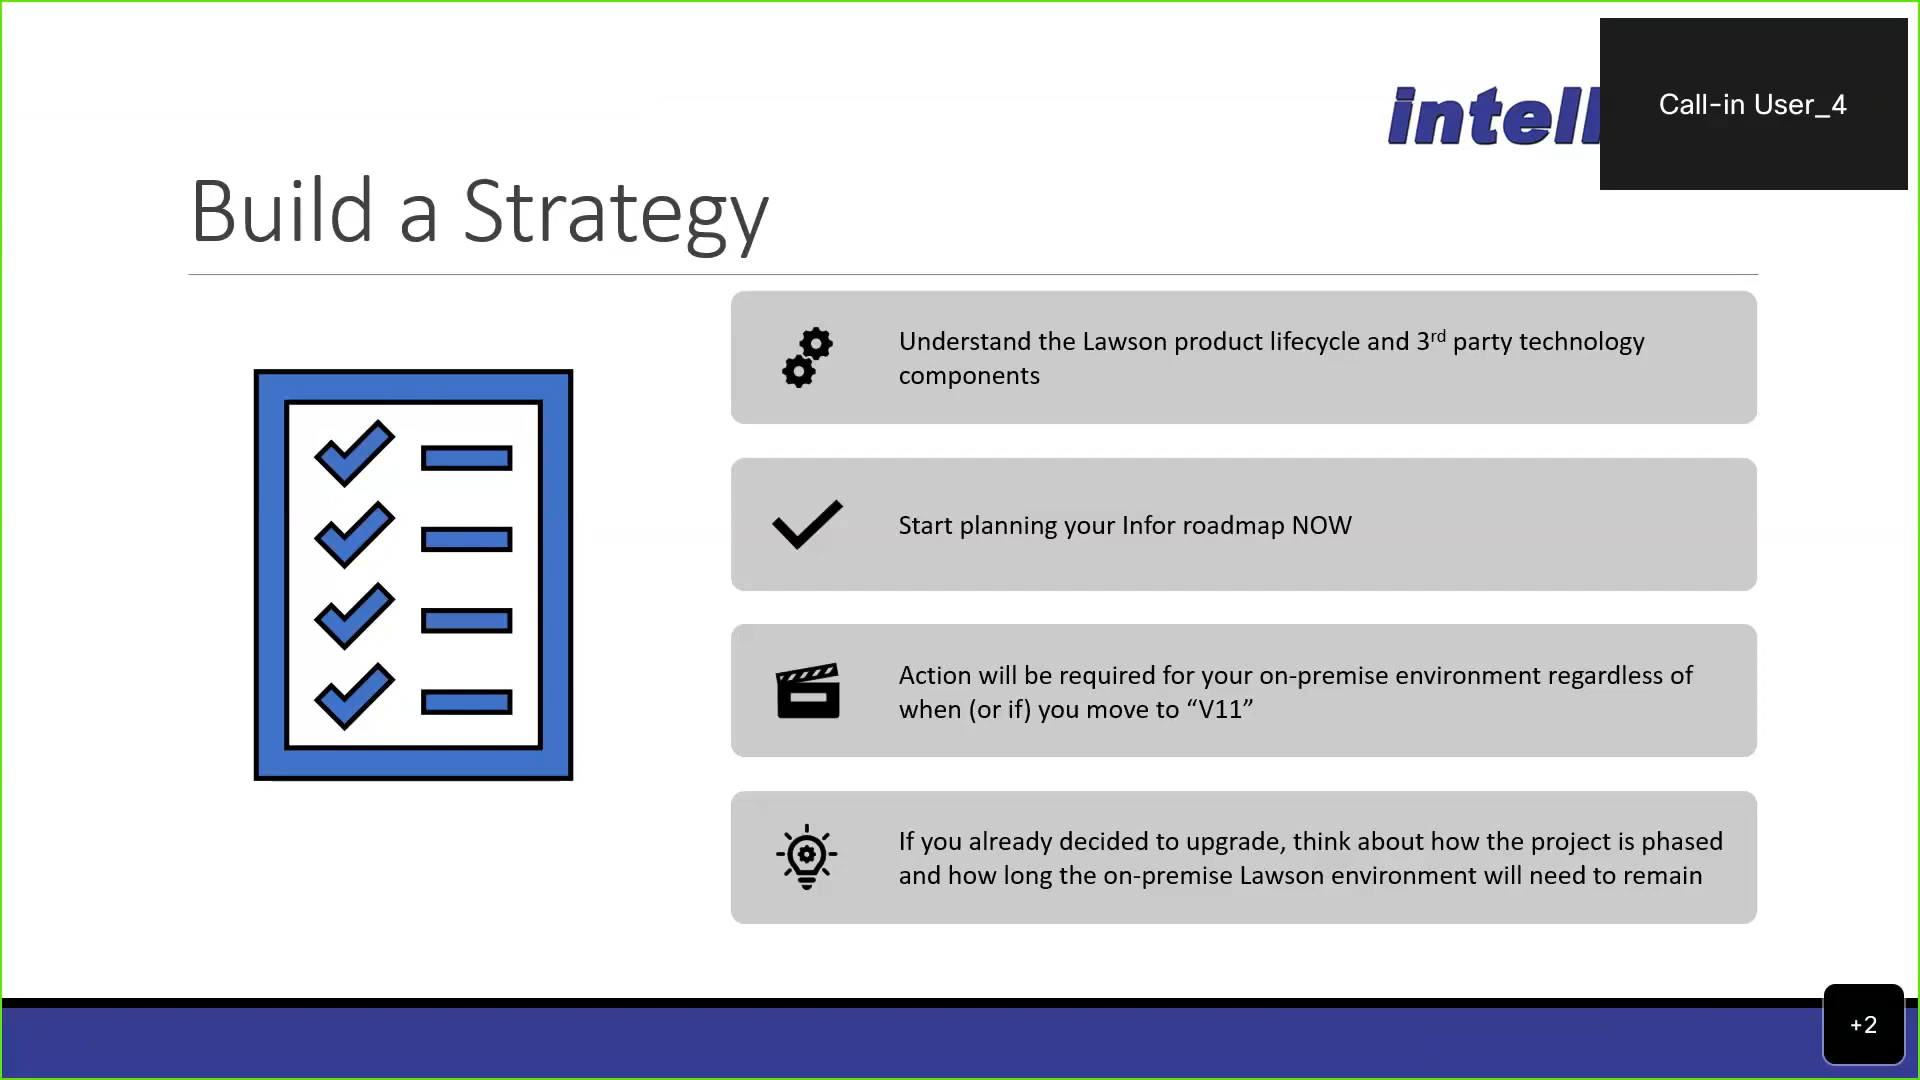 intell
Call-in User_4
Build a Strategy
Understand the Lawson product lifecycle and 3rd party technology
components
Start planning your Infor roadmap NOW
Action will be required for your on-premise environment regardless of
when (or if) you move to “V11”
If you already decided to upgrade, think about how the project is phased
and how long the on-premise Lawson environment will need to remain
+2